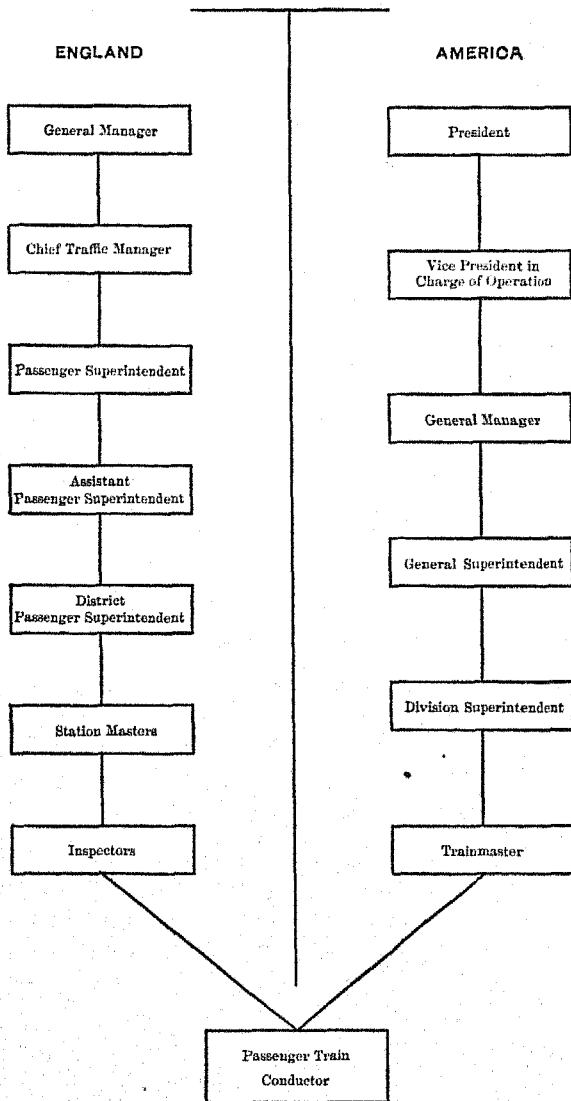 ENGLAND
General Manager
Chief Traffic Manager
Passenger Superintendent
Assistant
Passenger Superintendent
District
Passenger Superintendent
Station Masters
Inspectors
AMERICA
President
Vice President in
Charge of Operation
General Manager
General Superintendent
Division Superintendent
Trainmaster
Passenger Train
Conductor